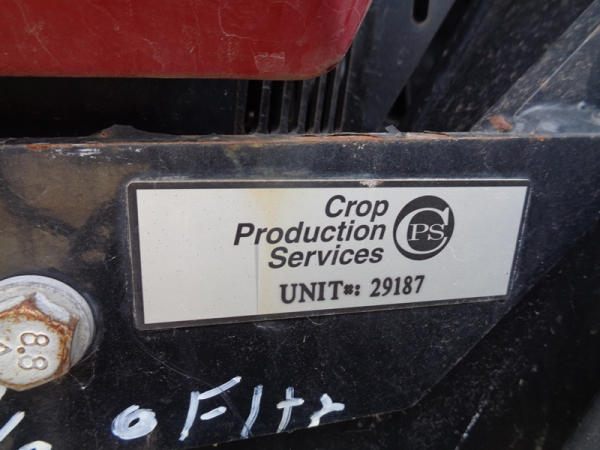 Crop
Production
Services
CPS
UNIT#: 29187
8.8